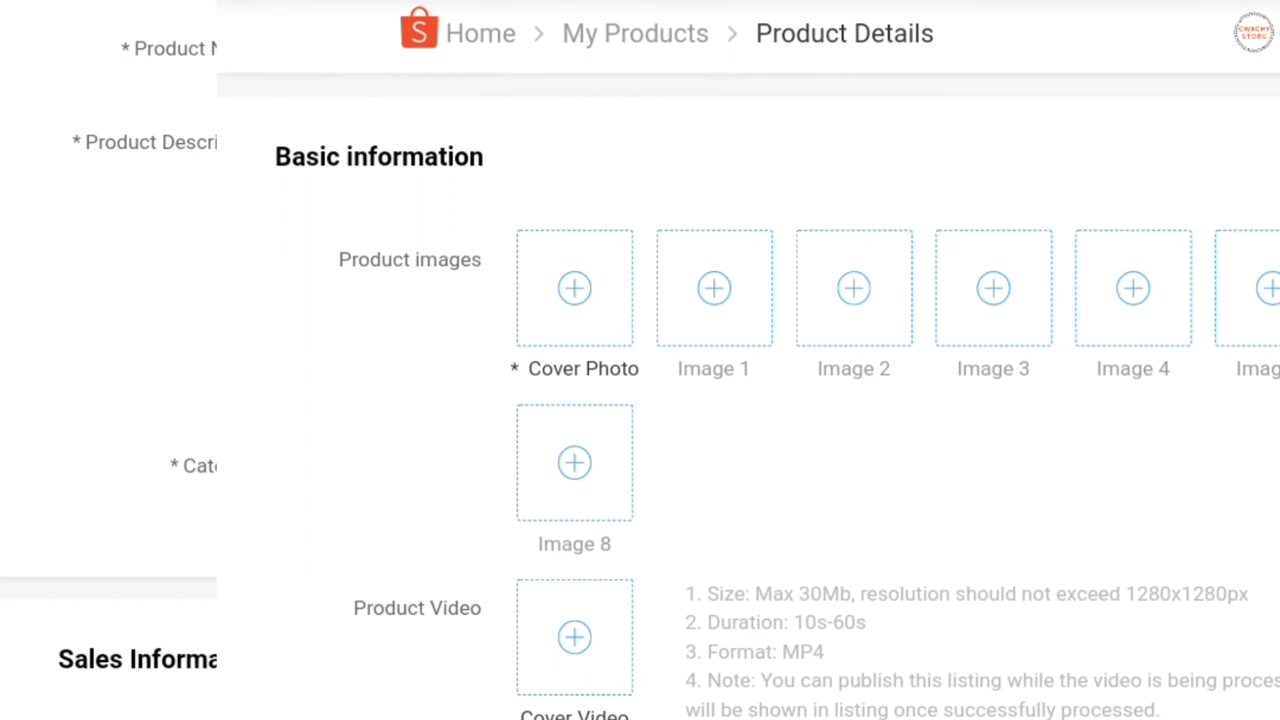 * Product N
* Product Descri
* Cate
Sales Informa
S Home > My Products > Product Details
CWACHY STORE
Basic information
Product images
* Cover Photo Image 1 Image 2 Image 3 Image 4 Imag
Image 8
Product Video
1. Size: Max 30Mb, resolution should not exceed 1280x1280px
2. Duration: 10s-60s
3. Format: MP4
4. Note: You can publish this listing while the video is being proces
will be shown in listing once successfully processed.
Cover Video